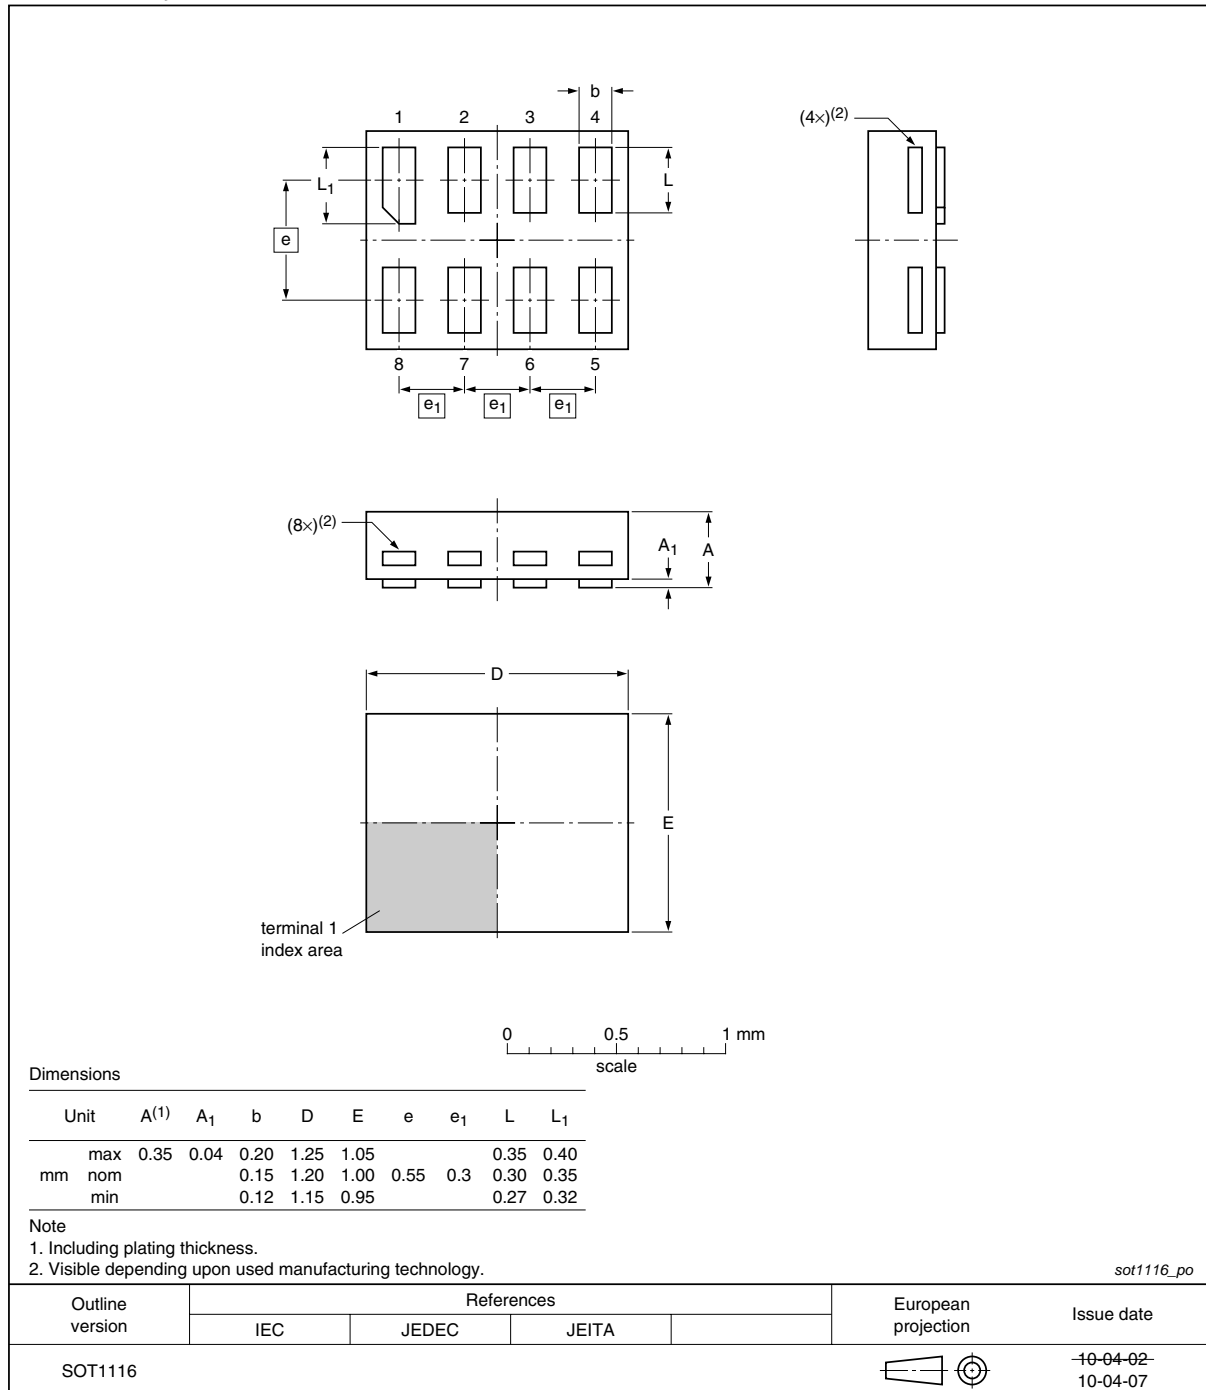 b
1 2 3 4
(4×)(2)
L1
L
e
8 7 6 5
e1 e1 e1
(8×)(2)
A1 A
D
E
terminal 1
index area
0 0.5 1 mm
scale
Dimensions
Unit A(1) A1 b D E e e1 L L1
max 0.35 0.04 0.20 1.25 1.05 0.35 0.40
mm nom 0.15 1.20 1.00 0.55 0.3 0.30 0.35
min 0.12 1.15 0.95 0.27 0.32
Note
1. Including plating thickness.
2. Visible depending upon used manufacturing technology.
sot1116_po
Outline version References European projection Issue date
IEC JEDEC JEITA
SOT1116
10-04-02
10-04-07